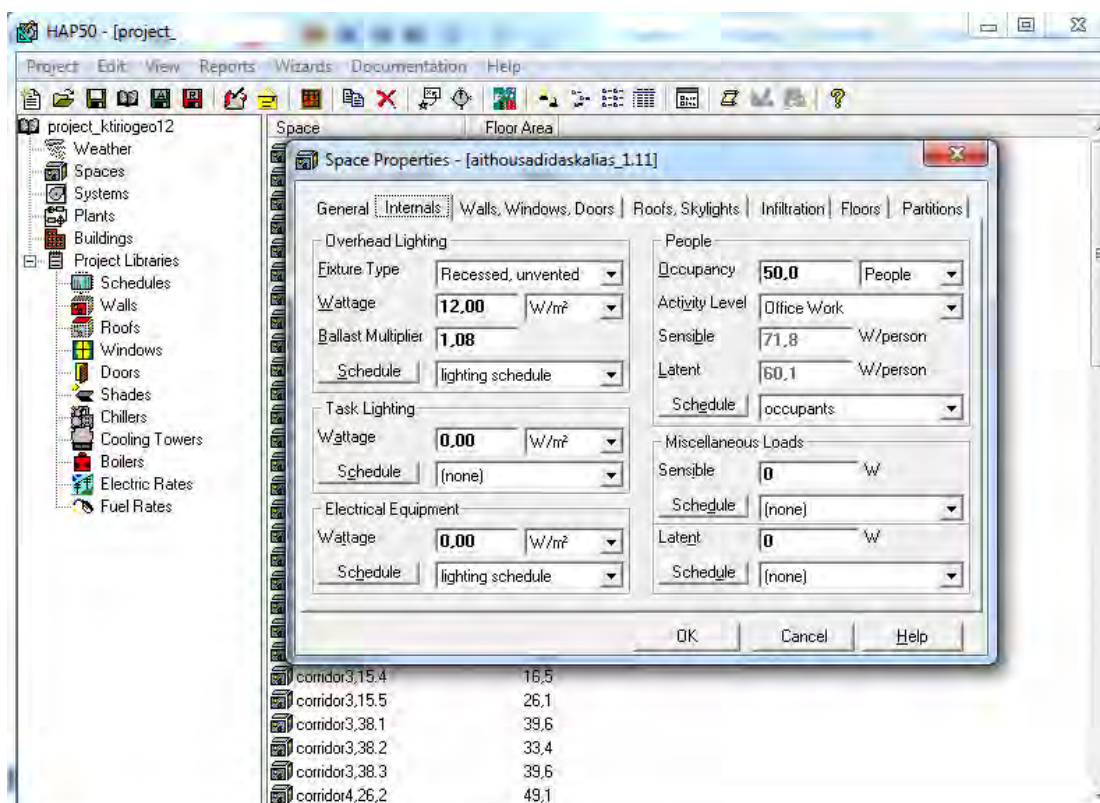 HAP50 - [project_
Project Edit View Reports Wizards Documentation Help
project_ktiriogeo12
Weather
Spaces
Systems
Plants
Buildings
Project Libraries
Schedules
Walls
Roofs
Windows
Doors
Shades
Chillers
Cooling Towers
Boilers
Electric Rates
Fuel Rates
Space Floor Area
Space Properties - [aithousadidaskalias_1.11]
General Internals Walls, Windows, Doors Roofs, Skylights Infiltration Floors Partitions
Overhead Lighting
Fixture Type Recessed, unvented
Wattage 12,00 W/m²
Ballast Multiplier 1,08
Schedule lighting schedule
Task Lighting
Wattage 0,00 W/m²
Schedule (none)
Electrical Equipment
Wattage 0,00 W/m²
Schedule lighting schedule
People
Occupancy 50,0 People
Activity Level Office Work
Sensible 71,8 W/person
Latent 60,1 W/person
Schedule occupants
Miscellaneous Loads
Sensible 0 W
Schedule (none)
Latent 0 W
Schedule (none)
OK Cancel Help
corridor3,15.4 16,5
corridor3,15.5 26,1
corridor3,38.1 39,6
corridor3,38.2 33,4
corridor3,38.3 39,6
corridor4,26,2 49,1